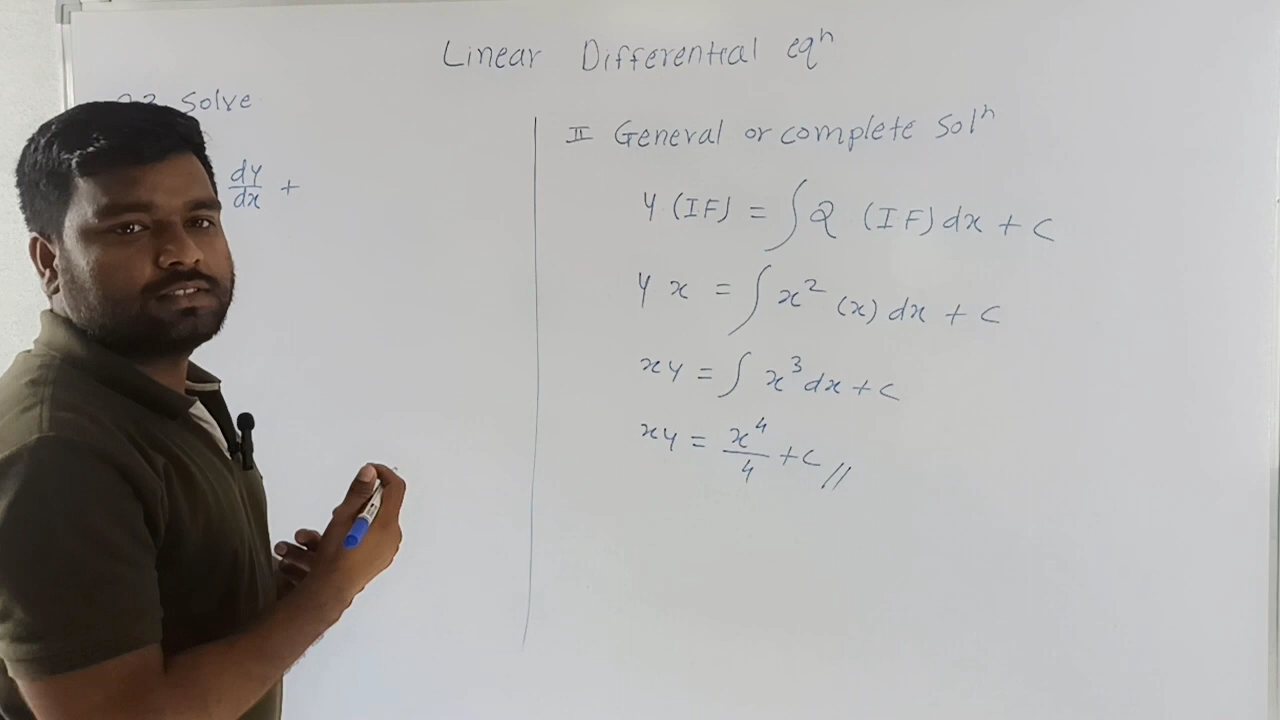 Linear Differential eqⁿ
Solve
dy/dx +
II General or complete Solⁿ
y (IF) = ∫ Q (IF) dx + c
y x = ∫ x² (x) dx + c
xy = ∫ x³ dx + c
xy = x⁴/4 + c //